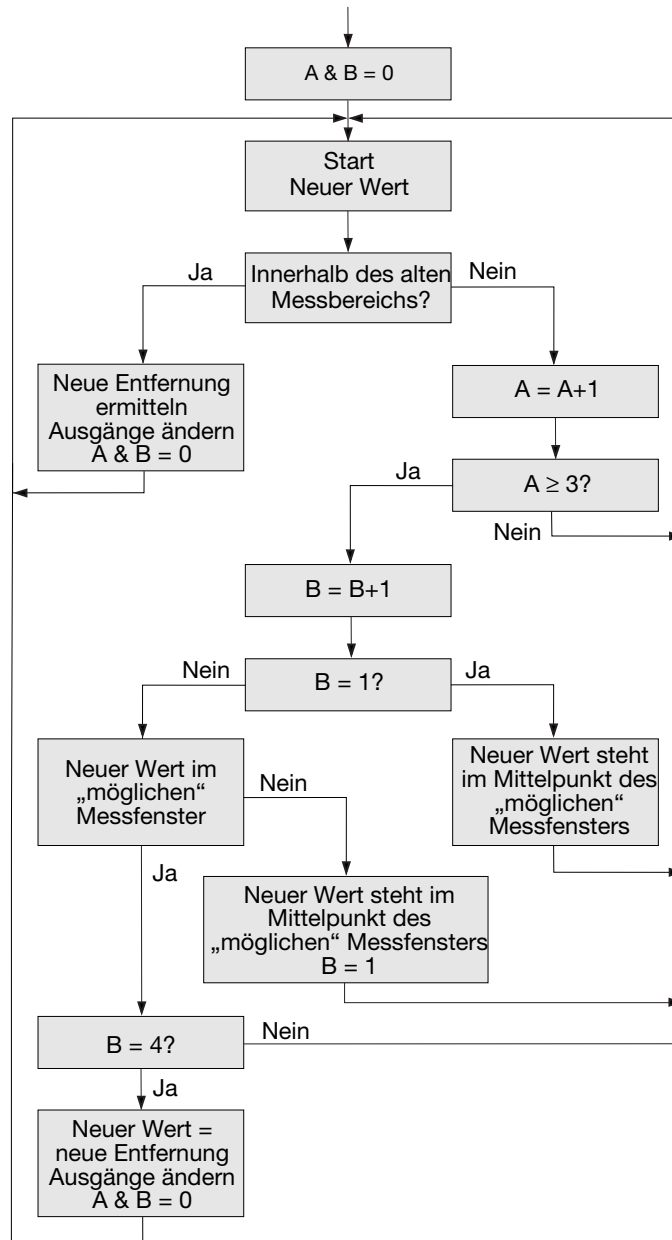 A & B = 0
Start
Neuer Wert
Ja
Innerhalb des alten
Messbereichs?
Nein
Neue Entfernung
ermitteln
Ausgänge ändern
A & B = 0
A = A+1
Ja
A ≥ 3?
Nein
B = B+1
Nein
B = 1?
Ja
Neuer Wert im
„möglichen“
Messfenster
Nein
Neuer Wert steht
im Mittelpunkt des
„möglichen“
Messfensters
Ja
Neuer Wert steht im
Mittelpunkt des
„möglichen“ Messfensters
B = 1
B = 4?
Nein
Ja
Neuer Wert =
neue Entfernung
Ausgänge ändern
A & B = 0